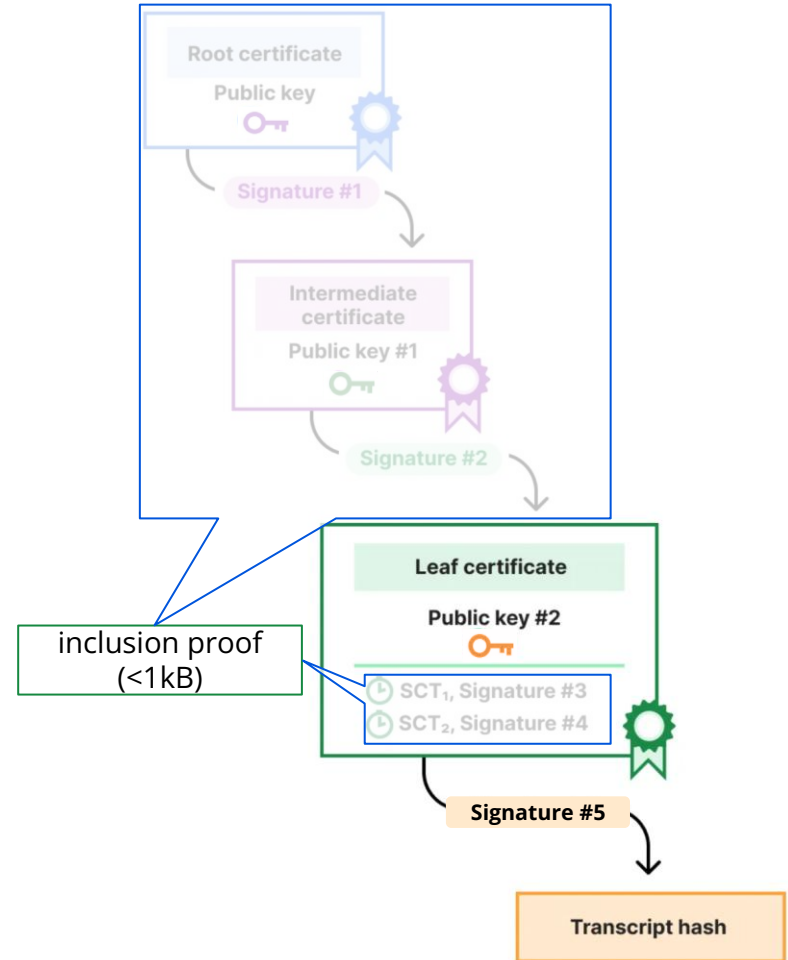 Root certificate
Public key
Signature #1
Intermediate
certificate
Public key #1
Signature #2
Leaf certificate
Public key #2
inclusion proof
(<1kB)
SCT₁, Signature #3
SCT₂, Signature #4
Signature #5
Transcript hash